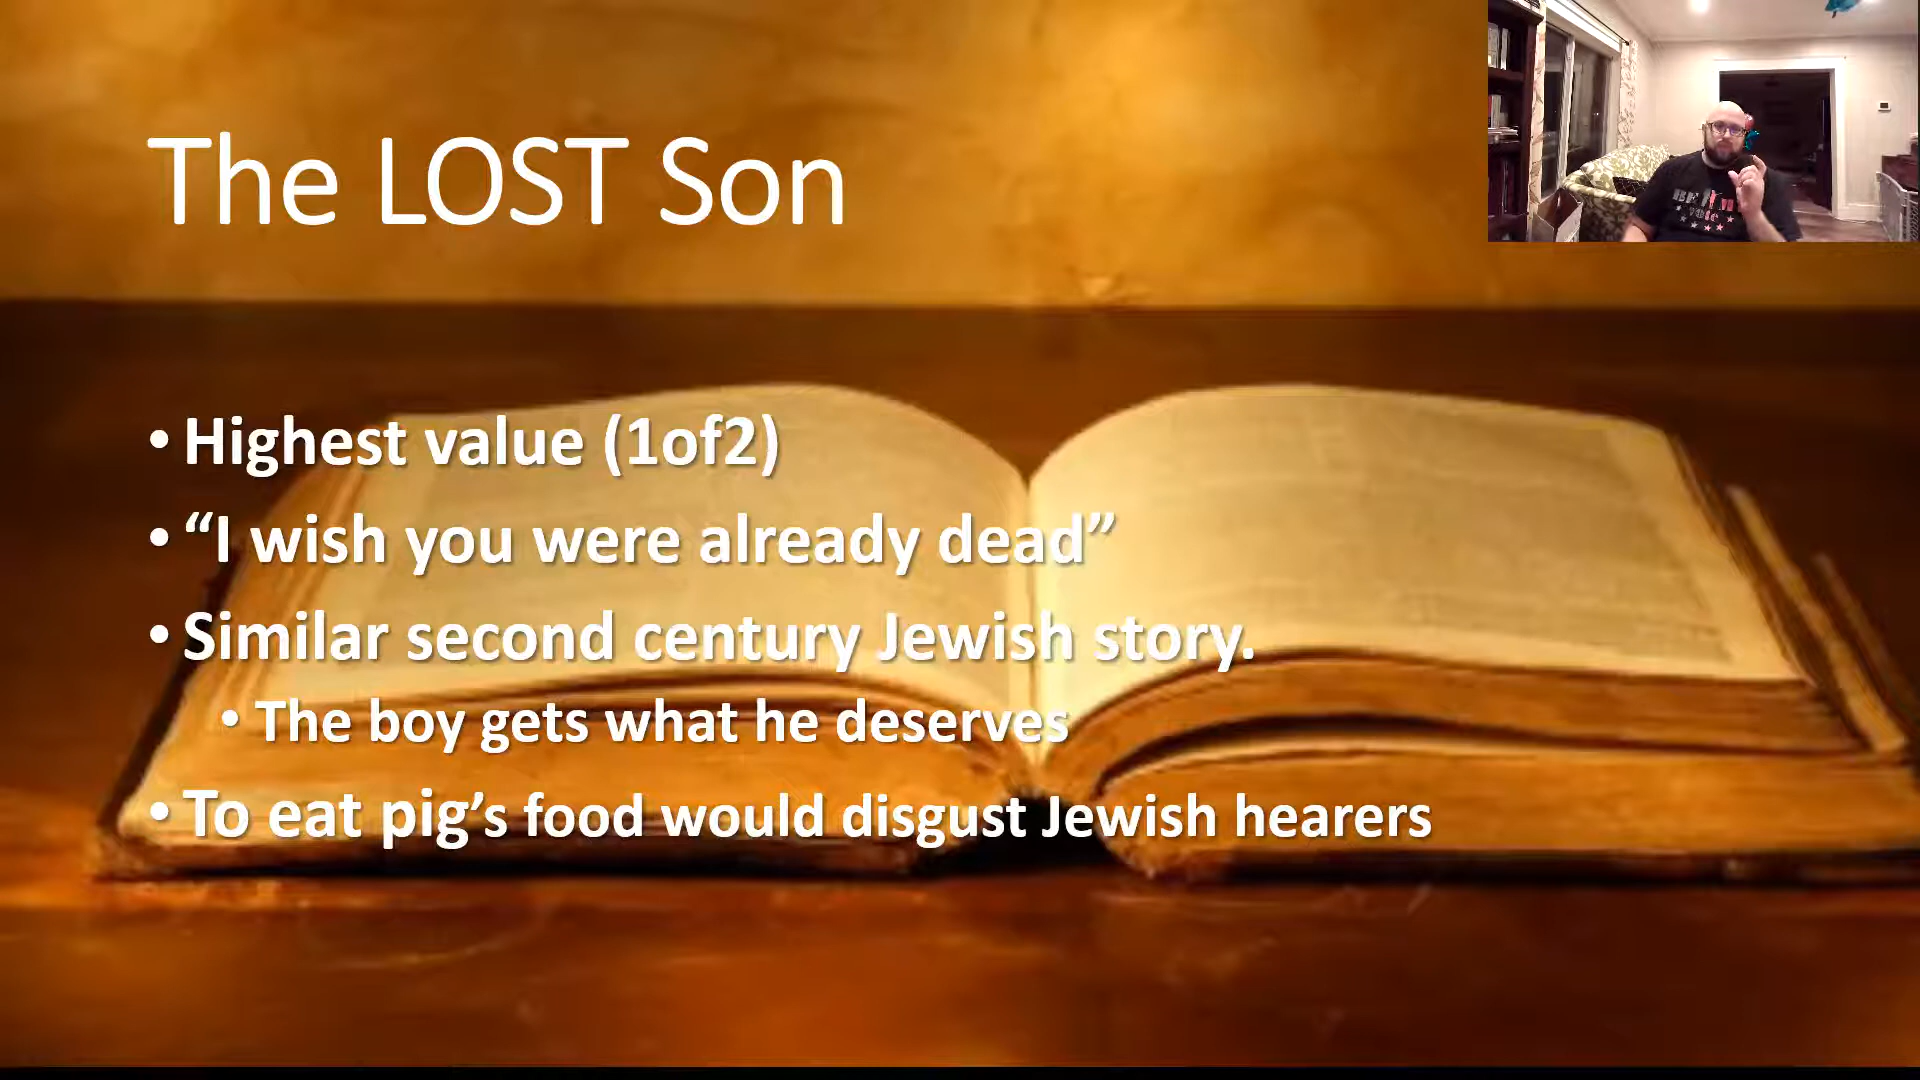 The LOST Son
• Highest value (1of2)
• “I wish you were already dead”
• Similar second century Jewish story.
• The boy gets what he deserves
• To eat pig’s food would disgust Jewish hearers
vote